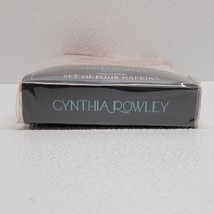 SET OF FOUR NAPKINS
CYNTHIA ROWLEY